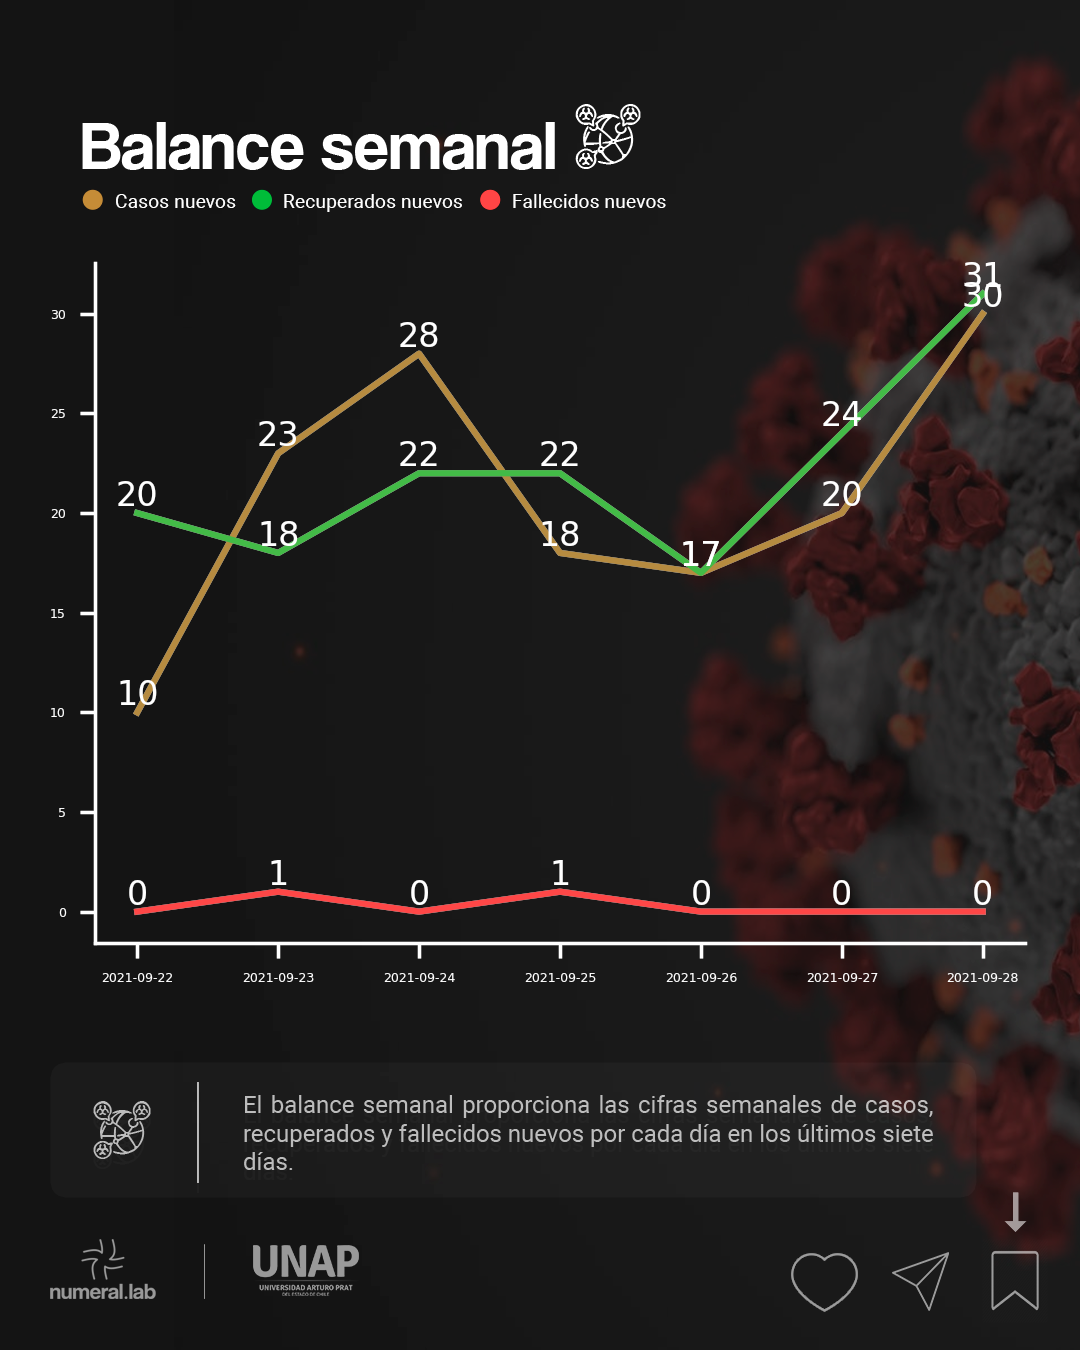 Balance semanal
Casos nuevos Recuperados nuevos Fallecidos nuevos
31
30
30
28
25
24
23
22 22
20
20
20
18
18
17
15
10
10
5
1
1
0
0
0
0
0
0
2021-09-22 2021-09-23 2021-09-24 2021-09-25 2021-09-26 2021-09-27 2021-09-28
El balance semanal proporciona las cifras semanales de casos,
recuperados y fallecidos nuevos por cada día en los últimos siete
días.
numeral.lab
UNAP
UNIVERSIDAD ARTURO PRAT
DEL ESTADO DE CHILE